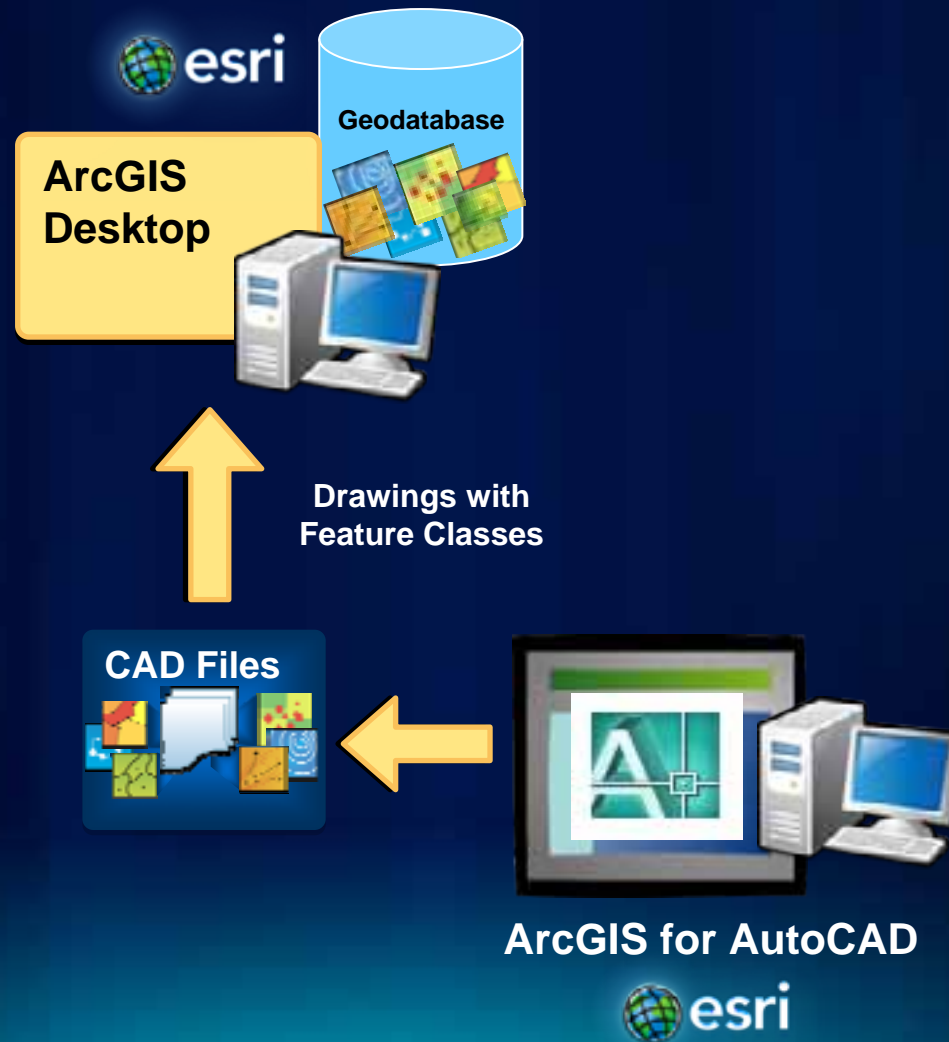 esri
Geodatabase
ArcGIS
Desktop
Drawings with
Feature Classes
CAD Files
A
ArcGIS for AutoCAD
esri